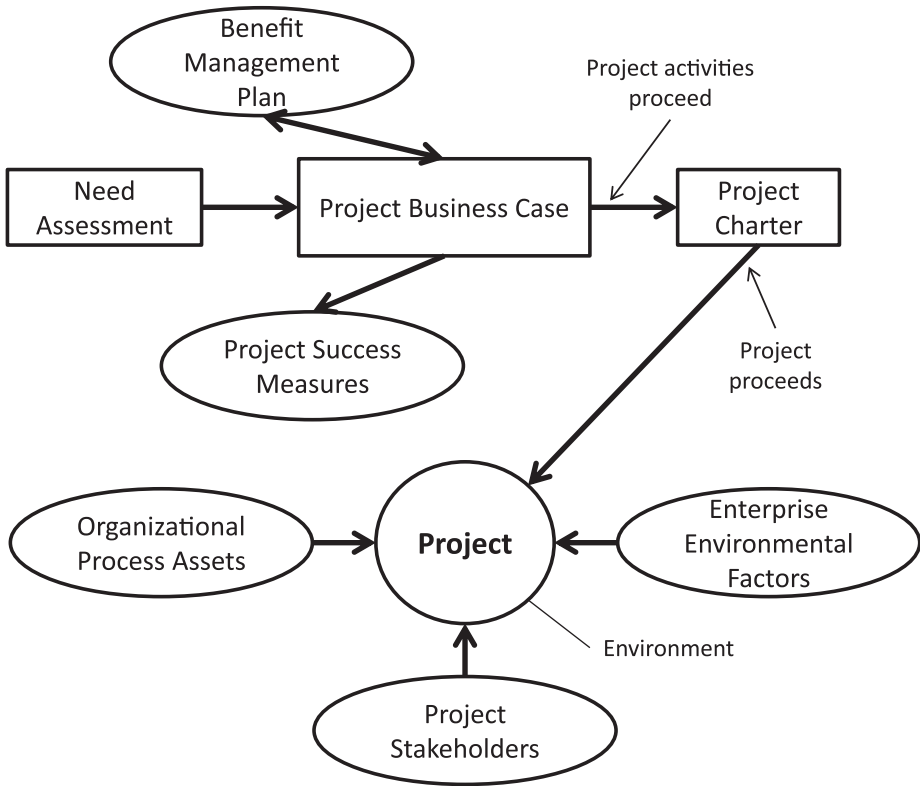 Benefit
Management
Plan
Project activities
proceed
Need
Assessment
Project Business Case
Project
Charter
Project Success
Measures
Project
proceeds
Organizational
Process Assets
Project
Enterprise
Environmental
Factors
Environment
Project
Stakeholders